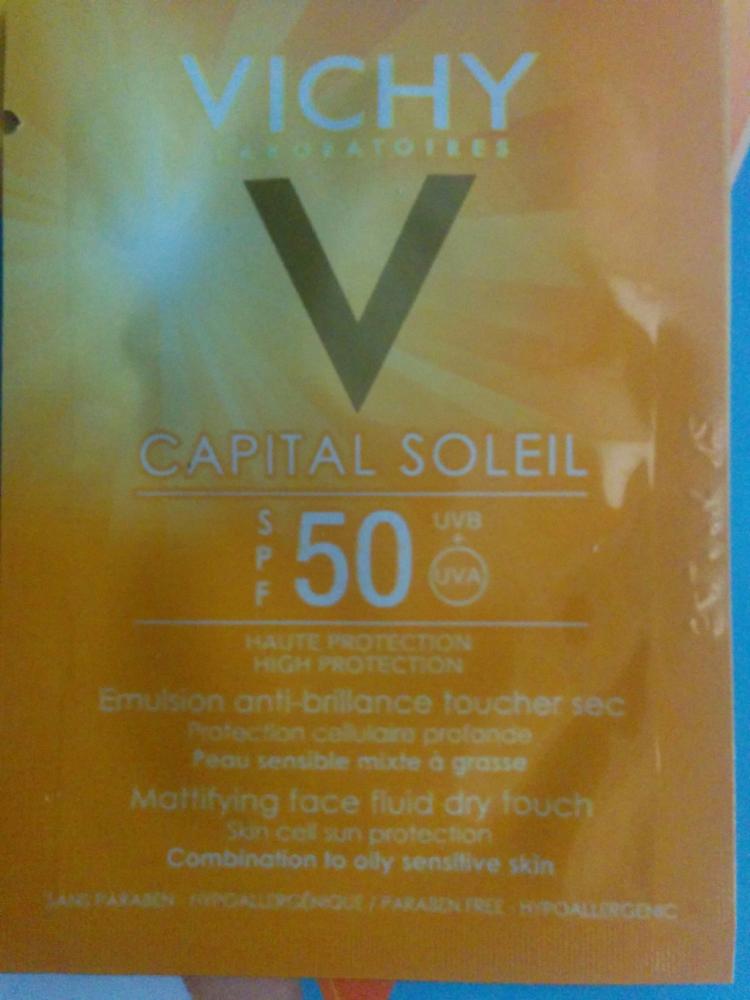 VICHY
LABORATOIRES
V
CAPITAL SOLEIL
SPF 50 UVB + UVA
HAUTE PROTECTION
HIGH PROTECTION
Emulsion anti-brillance toucher sec
Protection cellulaire profonde
Peau sensible mixte à grasse
Mattifying face fluid dry touch
Skin cell sun protection
Combination to oily sensitive skin
SANS PARABEN - HYPOALLERGÉNIQUE / PARABEN FREE - HYPOALLERGENIC